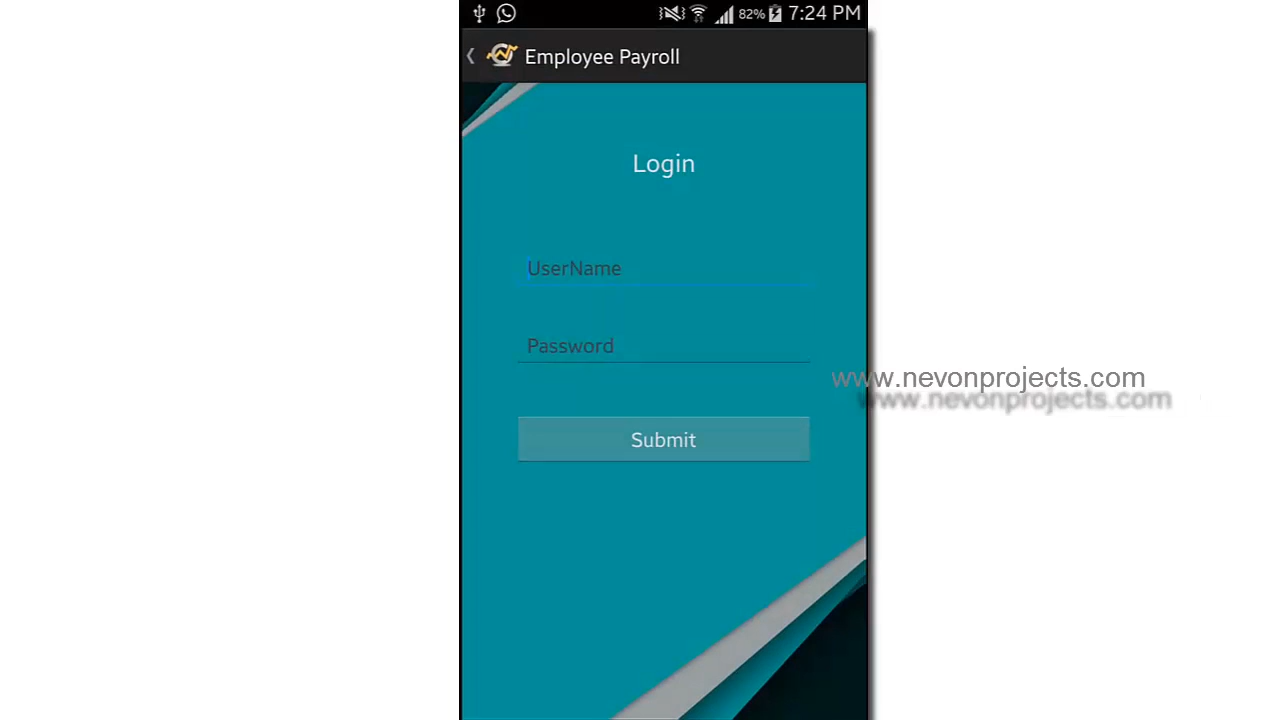 82% 7:24 PM
Employee Payroll
Login
UserName
Password
www.nevonprojects.com
www.nevonprojects.com
Submit